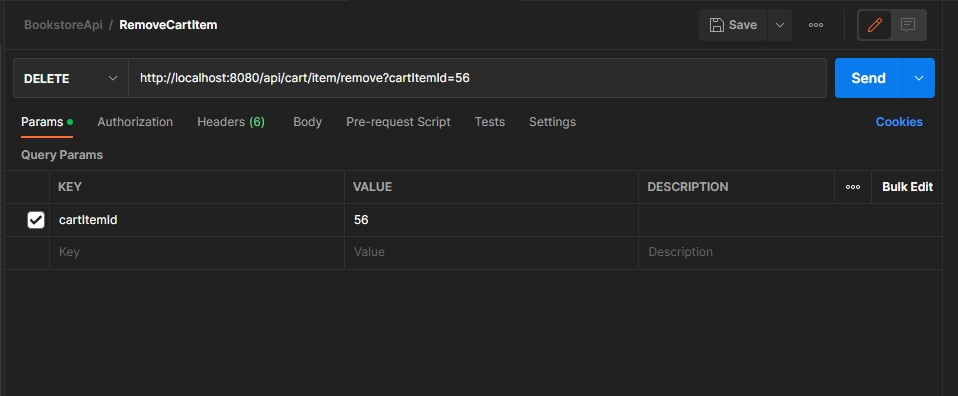 BookstoreApi / RemoveCartItem Save
DELETE http://localhost:8080/api/cart/item/remove?cartItemId=56 Send
Params Authorization Headers (6) Body Pre-request Script Tests Settings Cookies
Query Params
KEY VALUE DESCRIPTION Bulk Edit
cartItemId 56
Key Value Description